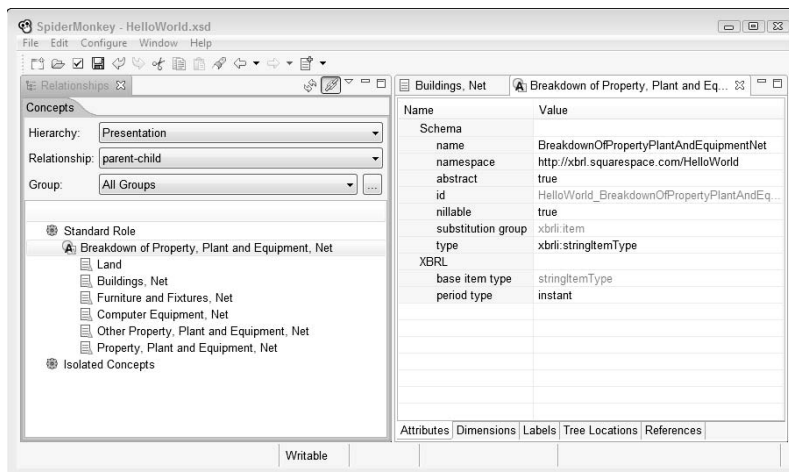 SpiderMonkey - HelloWorld.xsd
File Edit Configure Window Help
Relationships
Concepts
Hierarchy: Presentation
Relationship: parent-child
Group: All Groups ...
Standard Role
Breakdown of Property, Plant and Equipment, Net
Land
Buildings, Net
Furniture and Fixtures, Net
Computer Equipment, Net
Other Property, Plant and Equipment, Net
Property, Plant and Equipment, Net
Isolated Concepts
Buildings, Net
A Breakdown of Property, Plant and Eq...
Name Value
Schema
name BreakdownOfPropertyPlantAndEquipmentNet
namespace http://xbrl.squarespace.com/HelloWorld
abstract true
id HelloWorld_BreakdownOfPropertyPlantAndEq...
nillable true
substitution group xbrli:item
type xbrli:stringItemType
XBRL
base item type stringItemType
period type instant
Attributes Dimensions Labels Tree Locations References
Writable